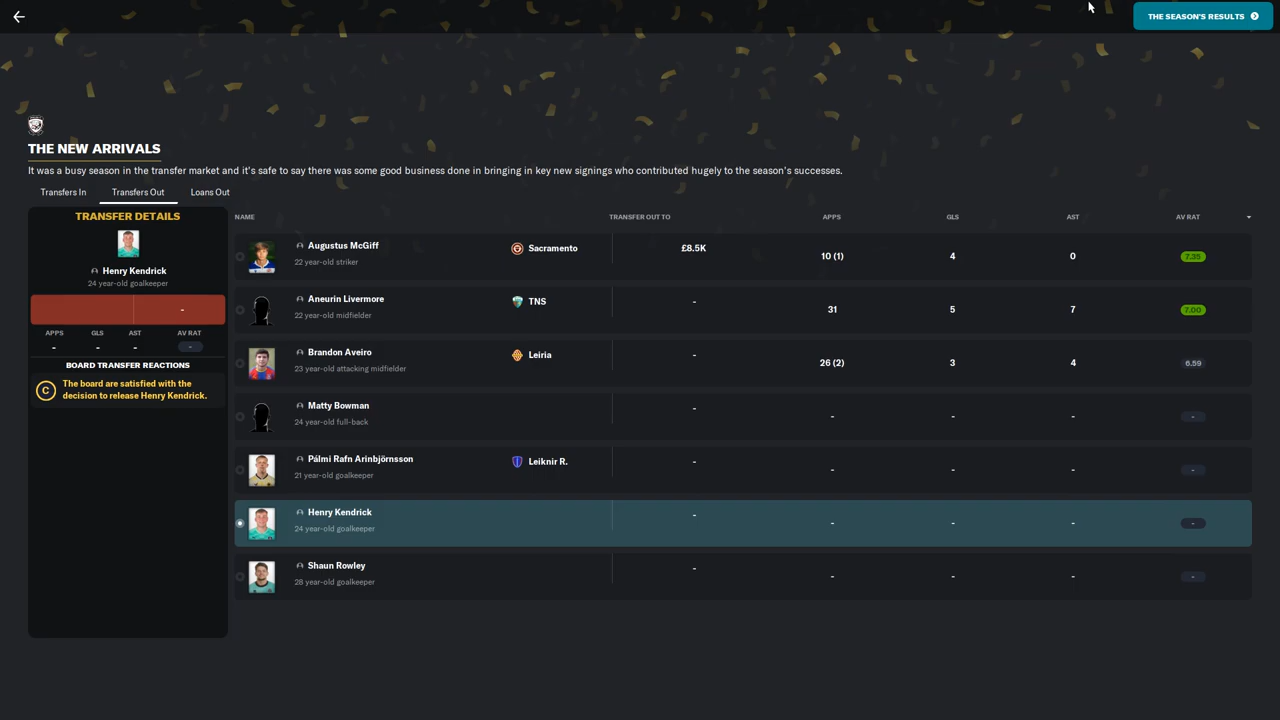 THE SEASON'S RESULTS
THE NEW ARRIVALS
It was a busy season in the transfer market and it's safe to say there was some good business done in bringing in key new signings who contributed hugely to the season's successes.
Transfers In Transfers Out Loans Out
TRANSFER DETAILS
Henry Kendrick
24 year-old goalkeeper
-
APPS GLS AST AV RAT
- - - -
BOARD TRANSFER REACTIONS
C
The board are satisfied with the
decision to release Henry Kendrick.
NAME TRANSFER OUT TO APPS GLS AST AV RAT
Augustus McGiff Sacramento £8.5K
22 year-old striker 10 (1) 4 0 7.35
Aneurin Livermore TNS -
22 year-old midfielder 31 5 7 7.00
Brandon Aveiro Leiria -
23 year-old attacking midfielder 26 (2) 3 4 6.59
Matty Bowman -
24 year-old full-back - - - -
Pálmi Rafn Arinbjörnsson Leiknir R. -
21 year-old goalkeeper - - - -
Henry Kendrick -
24 year-old goalkeeper - - - -
Shaun Rowley -
28 year-old goalkeeper - - - -